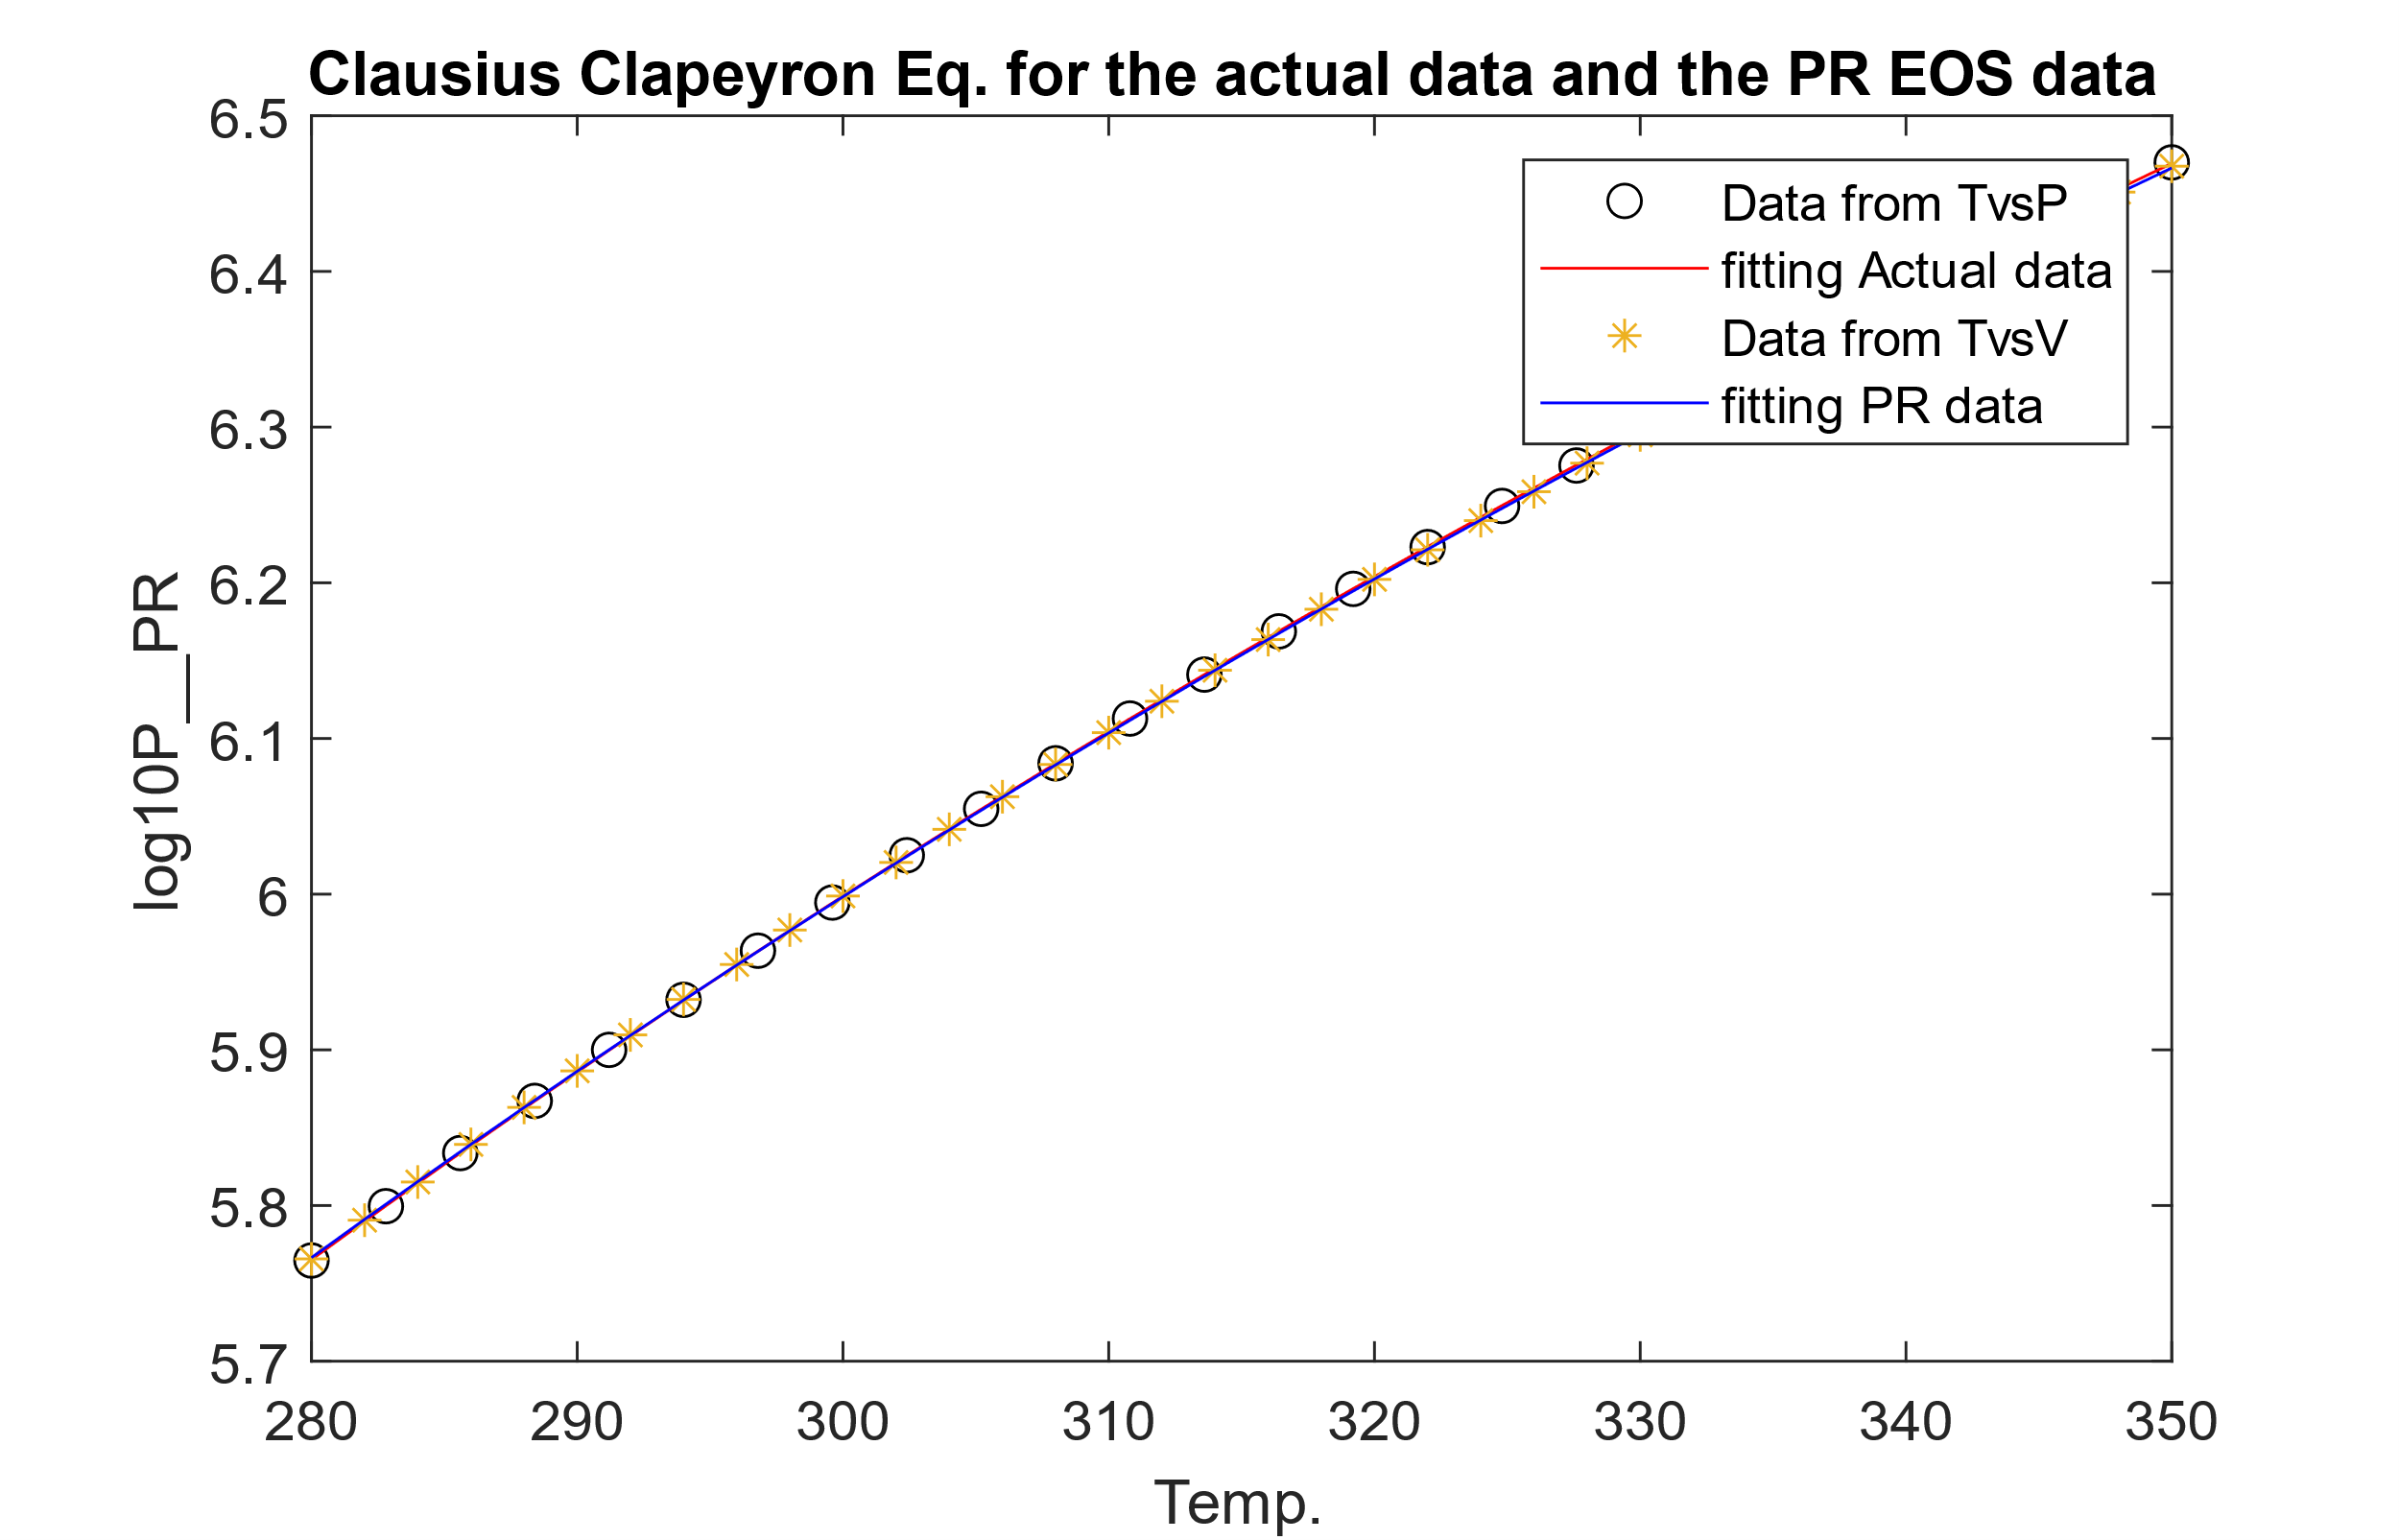 Clausius Clapeyron Eq. for the actual data and the PR EOS data
6.5
6.4
6.3
6.2
6.1
6
5.9
5.8
5.7
log10P__PR
Data from TvsP
fitting Actual data
Data from TvsV
fitting PR data
280 290 300 310 320 330 340 350
Temp.